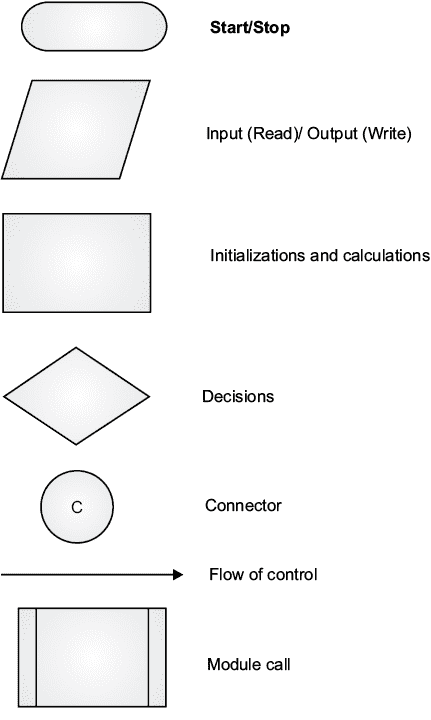 Start/Stop
Input (Read)/ Output (Write)
Initializations and calculations
Decisions
C
Connector
Flow of control
Module call